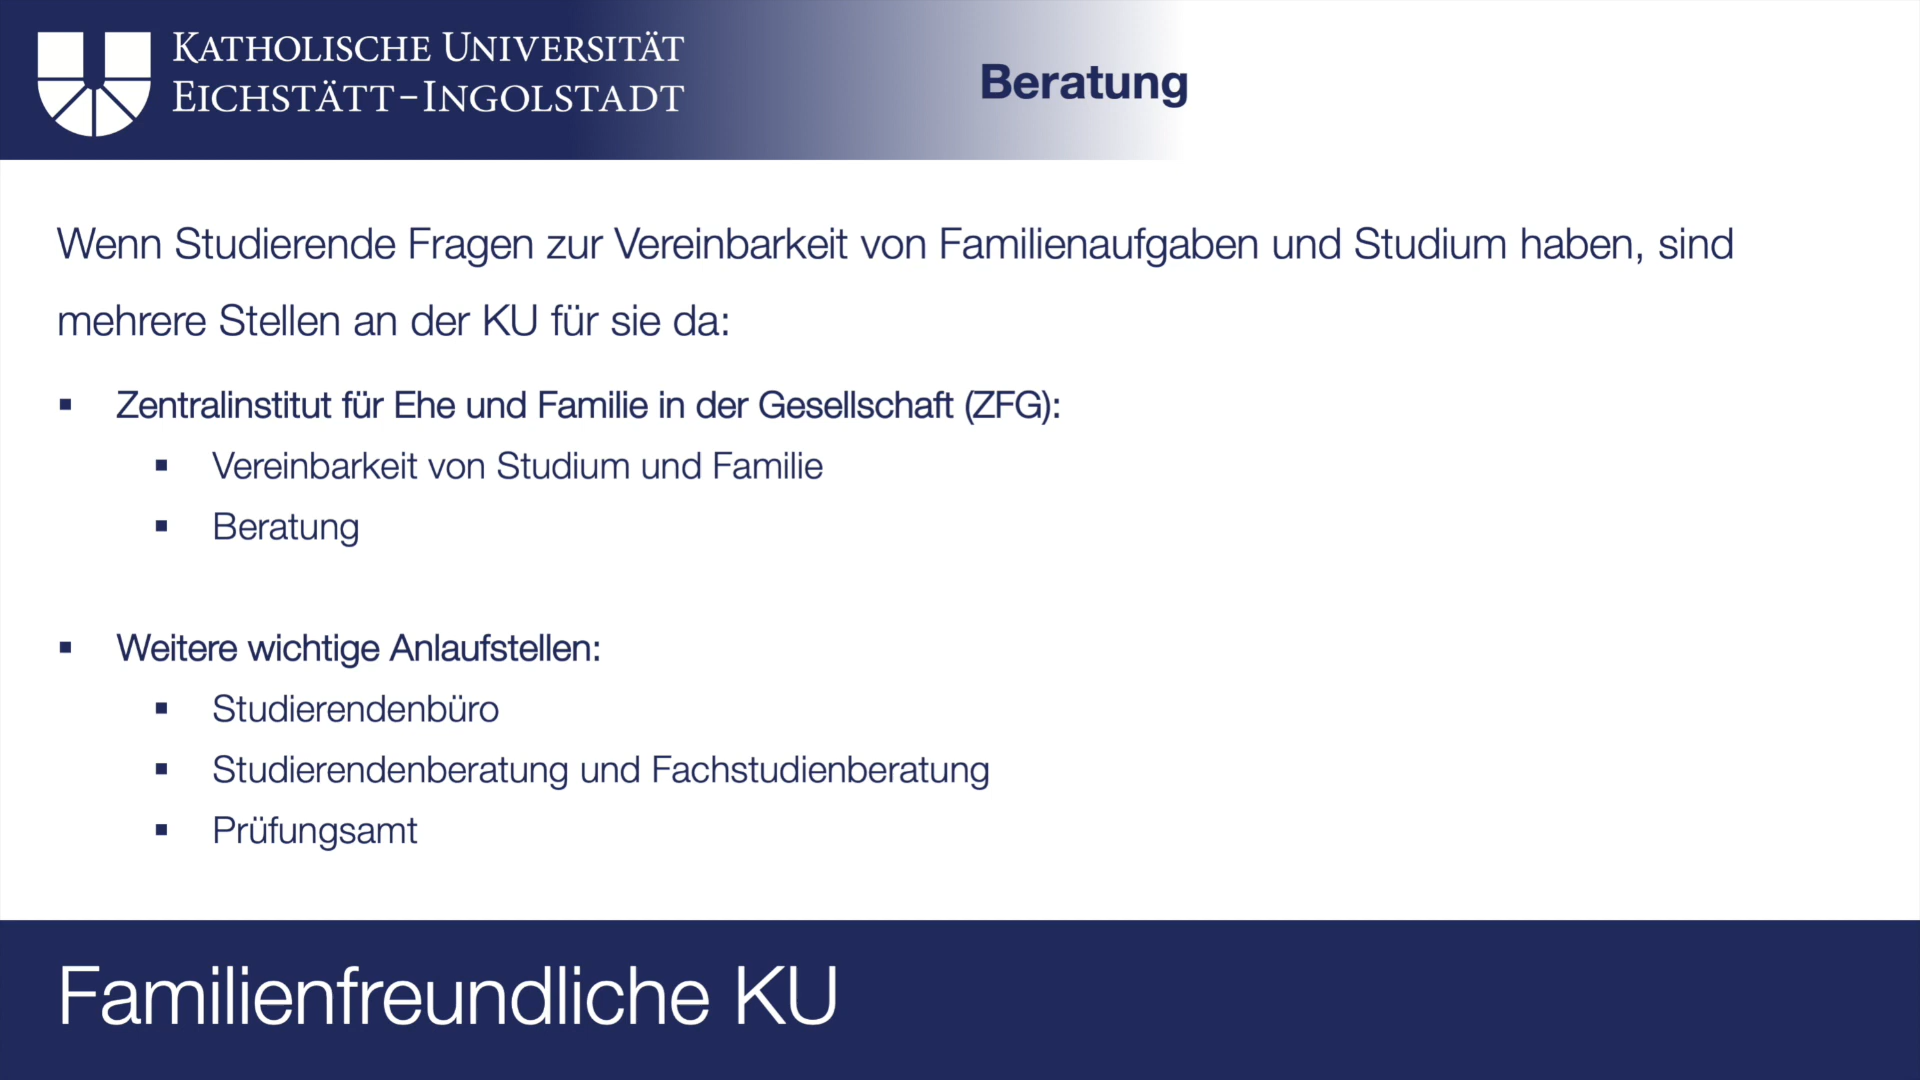 KATHOLISCHE UNIVERSITÄT
EICHSTÄTT-INGOLSTADT
Beratung
Wenn Studierende Fragen zur Vereinbarkeit von Familienaufgaben und Studium haben, sind
mehrere Stellen an der KU für sie da:
▪ Zentralinstitut für Ehe und Familie in der Gesellschaft (ZFG):
▪ Vereinbarkeit von Studium und Familie
▪ Beratung
▪ Weitere wichtige Anlaufstellen:
▪ Studierendenbüro
▪ Studierendenberatung und Fachstudienberatung
▪ Prüfungsamt
Familienfreundliche KU